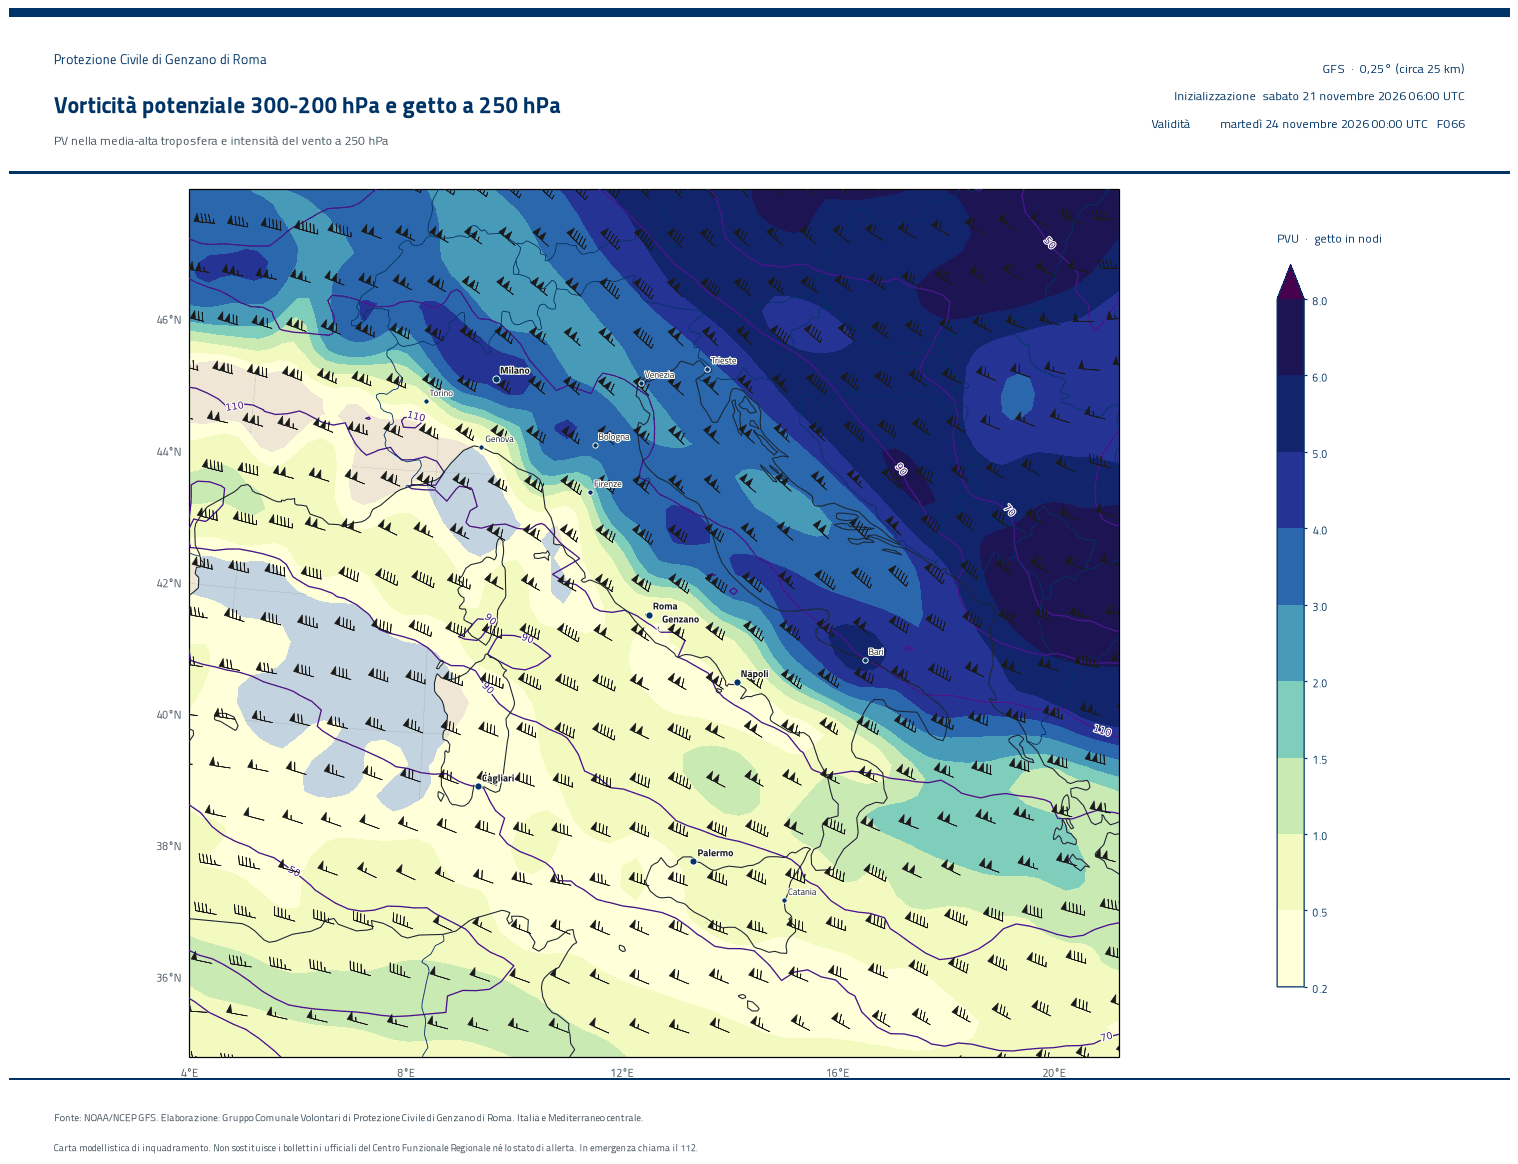 Protezione Civile di Genzano di Roma
Vorticità potenziale 300-200 hPa e getto a 250 hPa
PV nella media-alta troposfera e intensità del vento a 250 hPa
GFS · 0,25° (circa 25 km)
Inizializzazione sabato 21 novembre 2026 06:00 UTC
Validità martedì 24 novembre 2026 00:00 UTC F066
PVU · getto in nodi
8.0
6.0
5.0
4.0
3.0
2.0
1.5
1.0
0.5
0.2
46°N
44°N
42°N
40°N
38°N
36°N
4°E
8°E
12°E
16°E
20°E
50
Trieste
Milano
Venezia
Torino
110
110
Genova
Bologna
90
Firenze
70
Roma
Genzano
90
90
Bari
Napoli
90
110
Cagliari
Palermo
50
Catania
70
Fonte: NOAA/NCEP GFS. Elaborazione: Gruppo Comunale Volontari di Protezione Civile di Genzano di Roma. Italia e Mediterraneo centrale.
Carta modellistica di inquadramento. Non sostituisce i bollettini ufficiali del Centro Funzionale Regionale né lo stato di allerta. In emergenza chiama il 112.